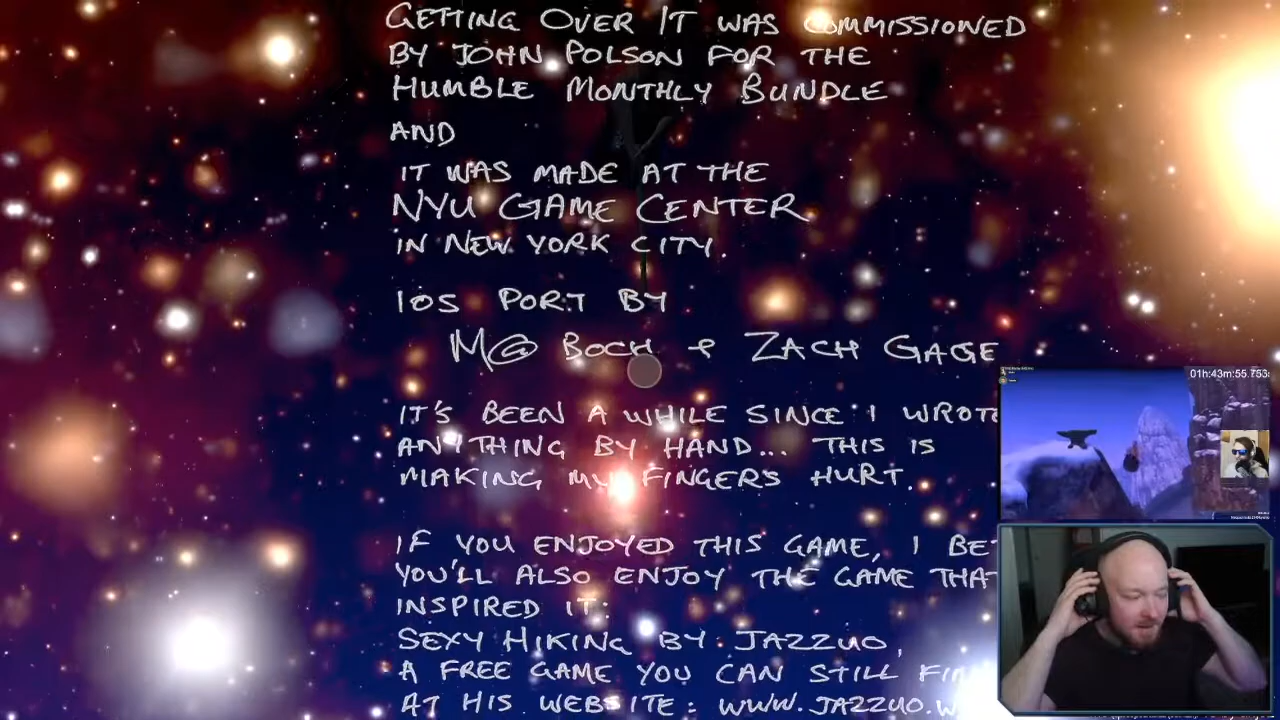 GETTING OVER IT WAS COMMISSIONED
BY JOHN POLSON FOR THE
HUMBLE MONTHLY BUNDLE
AND
IT WAS MADE AT THE
NYU GAME CENTER
IN NEW YORK CITY.
IOS PORT BY
M@ BOCH + ZACH GAGE
IT'S BEEN A WHILE SINCE I WROTE
ANYTHING BY HAND... THIS IS
MAKING MY FINGERS HURT.
IF YOU ENJOYED THIS GAME, I BET
YOU'LL ALSO ENJOY THE GAME THAT
INSPIRED IT:
SEXY HIKING BY JAZZUO,
A FREE GAME YOU CAN STILL
AT HIS WEBSITE: WWW.JAZZUO.W
01h:43m:55.753s